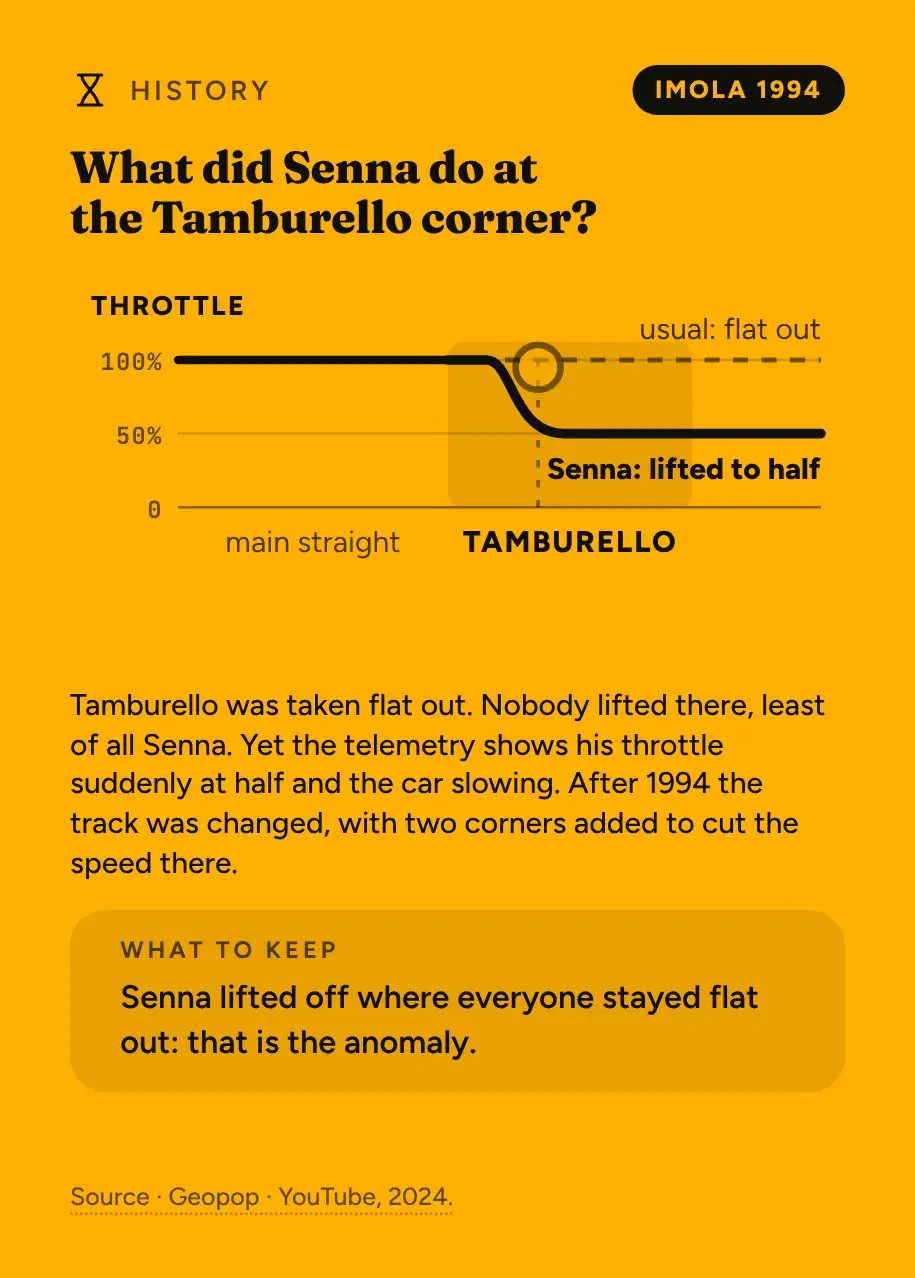 HISTORY
IMOLA 1994
What did Senna do at
the Tamburello corner?
THROTTLE
usual: flat out
100%
50%
Senna: lifted to half
0
main straight
TAMBURELLO
Tamburello was taken flat out. Nobody lifted there, least
of all Senna. Yet the telemetry shows his throttle
suddenly at half and the car slowing. After 1994 the
track was changed, with two corners added to cut the
speed there.
WHAT TO KEEP
Senna lifted off where everyone stayed flat
out: that is the anomaly.
Source · Geopop · YouTube, 2024.